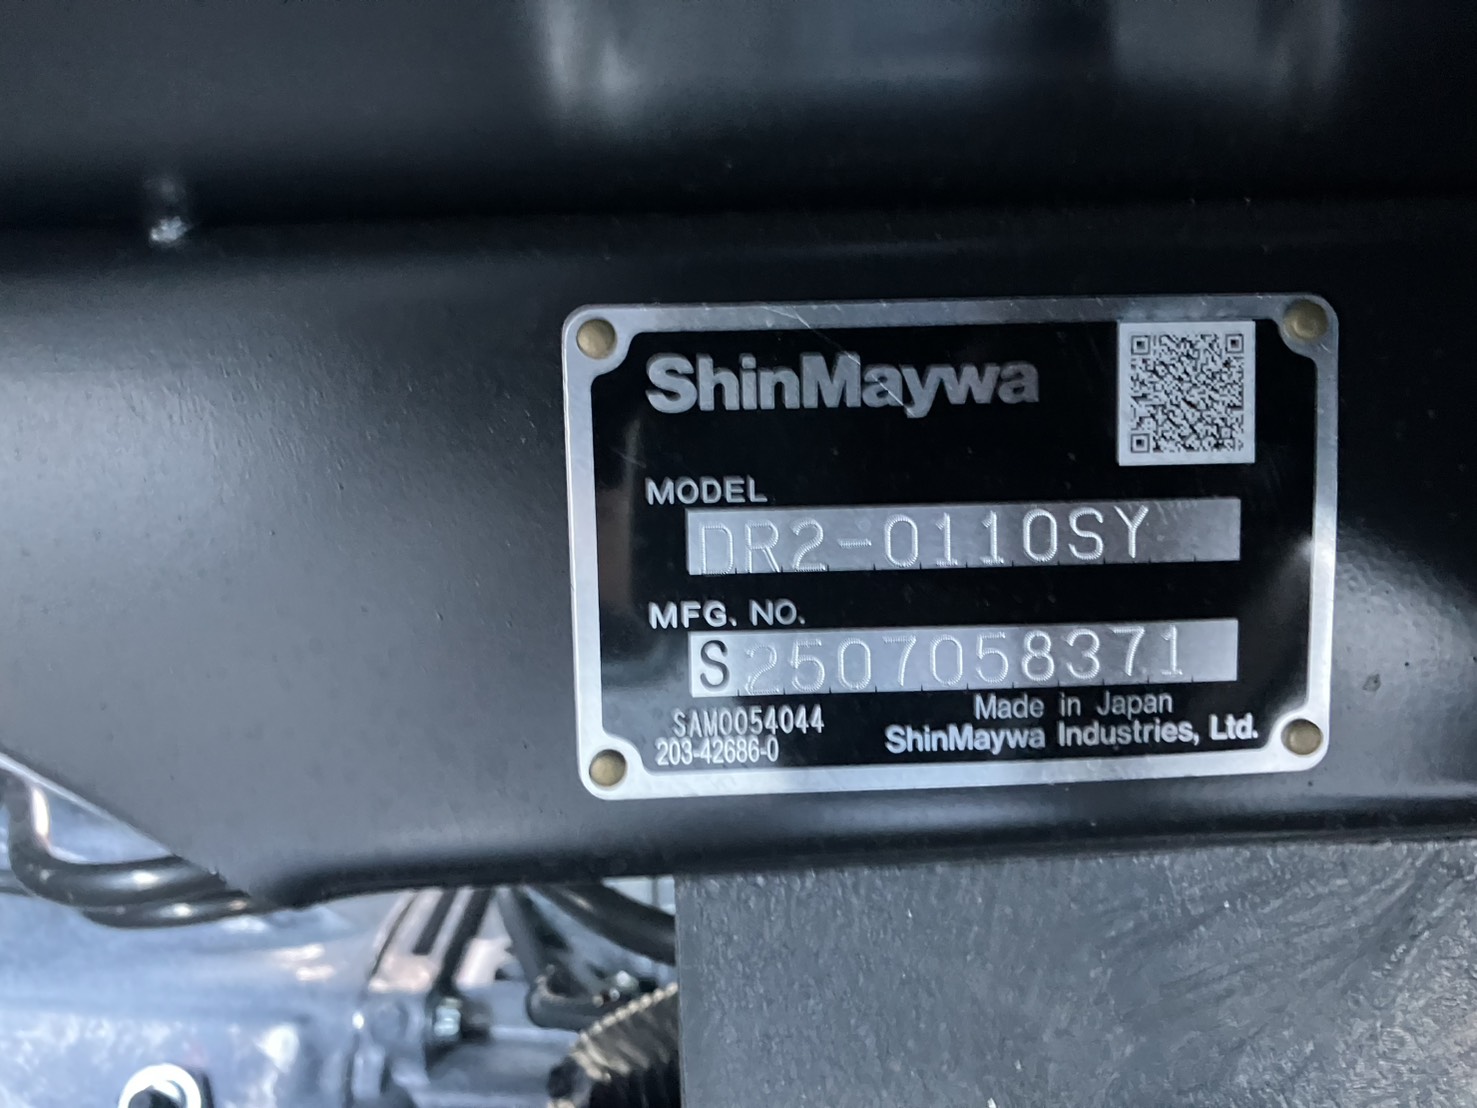 ShinMaywa
MODEL
DR2-0110SY
MFG. NO.
S2507058371
SAM0054044
203-42686-0
Made in Japan
ShinMaywa Industries, Ltd.